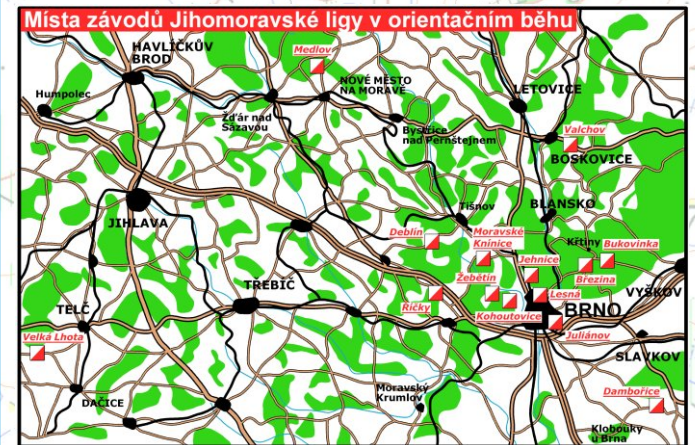 Místa závodů Jihomoravské ligy v orientačním běhu
HAVLÍČKŮV
BROD
Medlov
Humpolec
NOVÉ MĚSTO
NA MORAVĚ
LETOVICE
Žďár nad
Sázavou
Bystřice
nad Pernštejnem
Valchov
BOSKOVICE
JIHLAVA
Tišnov
BLANSKO
Deblín
Moravské
Knínice
Křtiny
Bukovinka
Jehnice
Březina
Žebětín
TŘEBÍČ
Říčky
Kohoutovice
Lesná
VYŠKOV
TELČ
BRNO
Velká Lhota
Juliánov
SLAVKOV
DAČICE
Moravský
Krumlov
Dambořice
Klobouky
u Brna